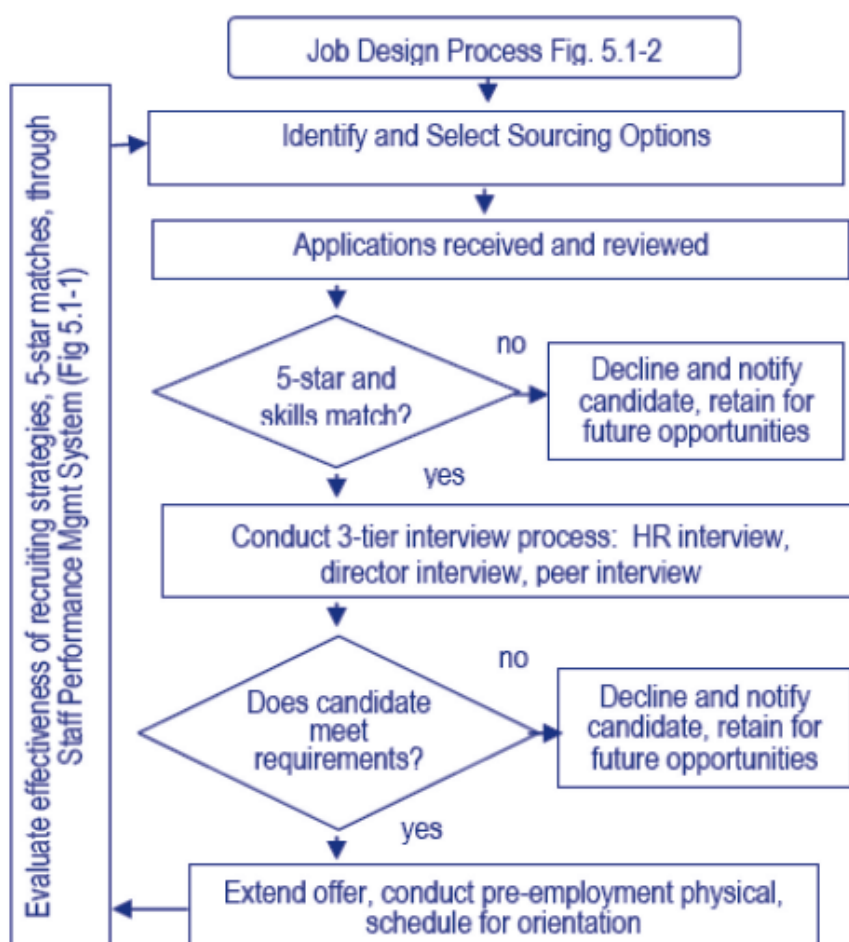 Job Design Process Fig. 5.1-2
Identify and Select Sourcing Options
Applications received and reviewed
5-star and
skills match?
no
Decline and notify
candidate, retain for
future opportunities
yes
Conduct 3-tier interview process:  HR interview,
director interview, peer interview
Does candidate
meet
requirements?
no
Decline and notify
candidate, retain for
future opportunities
yes
Extend offer, conduct pre-employment physical,
schedule for orientation
Evaluate effectiveness of recruiting strategies, 5-star matches, through
Staff Performance Mgmt System (Fig 5.1-1)